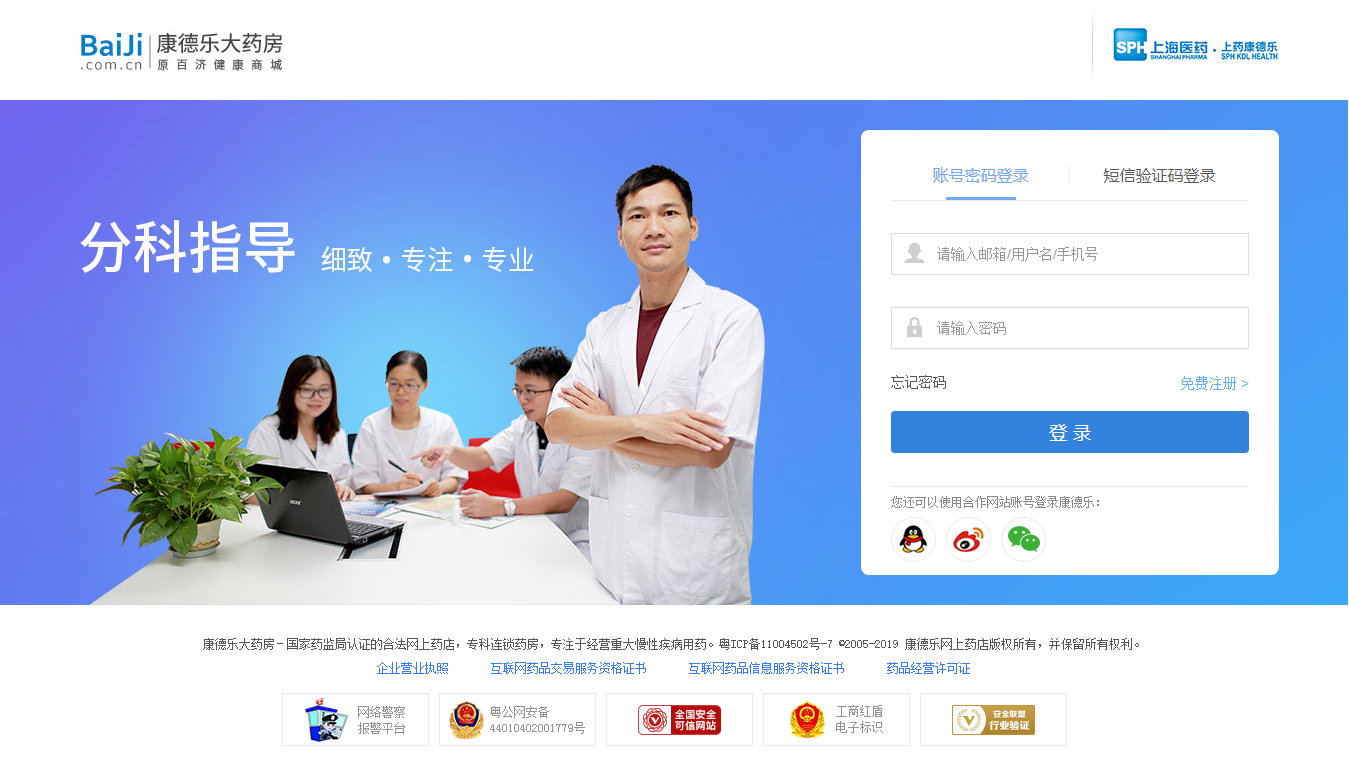 BaiJi
.com.cn
康德乐大药房
原百济健康商城
SPH 上海医药 · 上药康德乐
SHANGHAI PHARMA SPH KDL HEALTH
分科指导 细致·专注·专业
账号密码登录 短信验证码登录
请输入邮箱/用户名/手机号
请输入密码
忘记密码 免费注册 >
登 录
您还可以使用合作网站账号登录康德乐:
康德乐大药房-国家药监局认证的合法网上药店，专科连锁药房，专注于经营重大慢性疾病用药。粤ICP备11004502号-7 ©2005-2019 康德乐网上药店版权所有，并保留所有权利。
企业营业执照 互联网药品交易服务资格证书 互联网药品信息服务资格证书 药品经营许可证
网络警察
报警平台
粤公网安备
44010402001779号
全国安全
可信网站
工商红盾
电子标识
安全联盟
行业验证